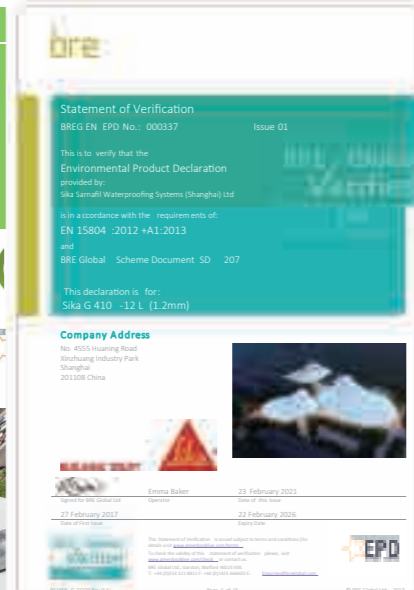 bre
Statement of Verification
BREG EN EPD No.: 000337 Issue 01
This is to verify that the
Environmental Product Declaration
provided by:
Sika Sarnafil Waterproofing Systems (Shanghai) Ltd
is in accordance with the requirements of:
EN 15804 :2012 +A1:2013
and
BRE Global Scheme Document SD 207
This declaration is for:
Sika G 410 -12 L (1.2mm)
Company Address
No. 4555 Huaning Road
Xinzhuang Industry Park
Shanghai
201108 China
BUILDING TRUST
Emma Baker 23 February 2021
Signed for BRE Global Ltd Operator Date of this Issue
27 February 2017 22 February 2026
Date of First Issue Expiry Date
This Statement of Verification is issued subject to terms and conditions (for
To check the validity of this statement of verification please, visit
EPD